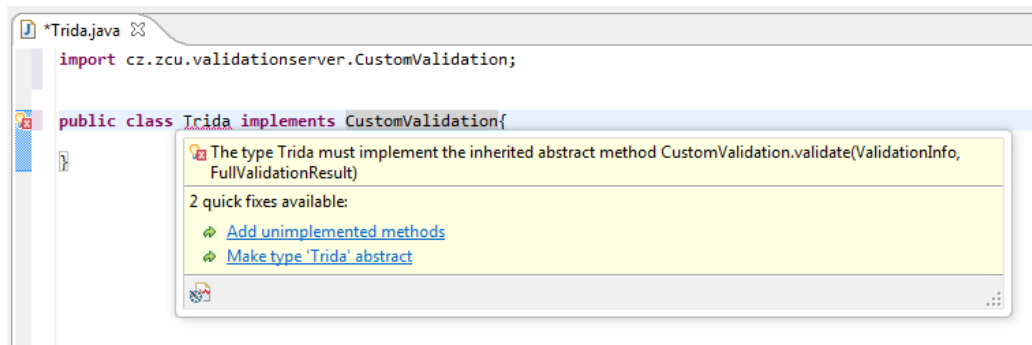 *Trida.java
import cz.zcu.validationserver.CustomValidation;
public class Trida implements CustomValidation{
}
The type Trida must implement the inherited abstract method CustomValidation.validate(ValidationInfo,
FullValidationResult)
2 quick fixes available:
Add unimplemented methods
Make type 'Trida' abstract